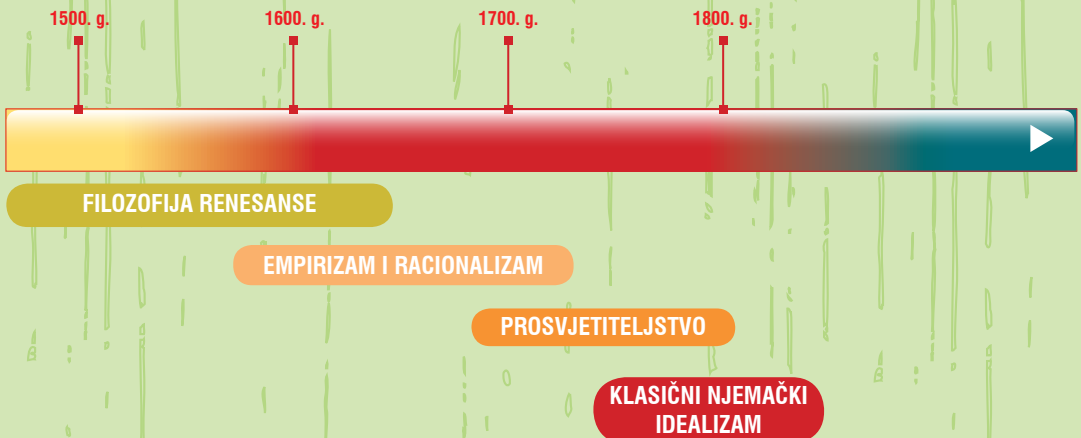 1500. g. 1600. g. 1700. g. 1800. g.
FILOZOFIJA RENESANSE
EMPIRIZAM I RACIONALIZAM
PROSVJETITELJSTVO
KLASIČNI NJEMAČKI
IDEALIZAM